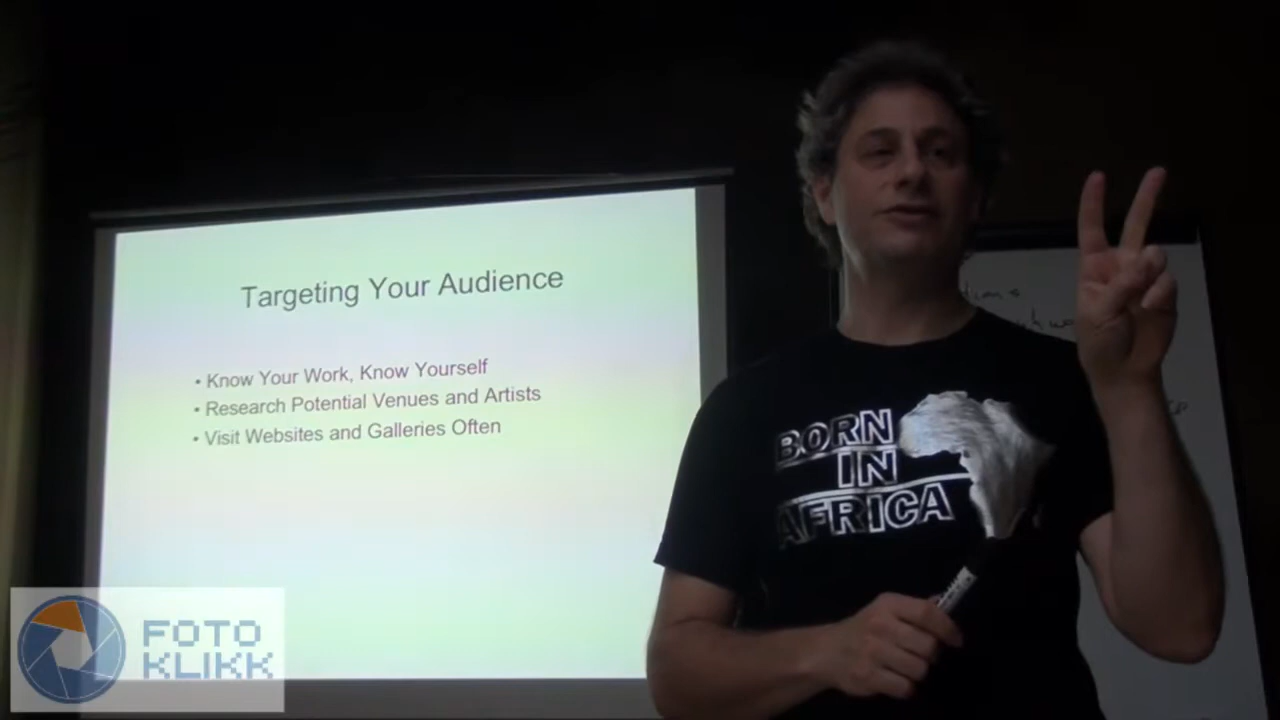 Targeting Your Audience
• Know Your Work, Know Yourself
• Research Potential Venues and Artists
• Visit Websites and Galleries Often
BORN
IN
AFRICA
FOTO
KLIKK